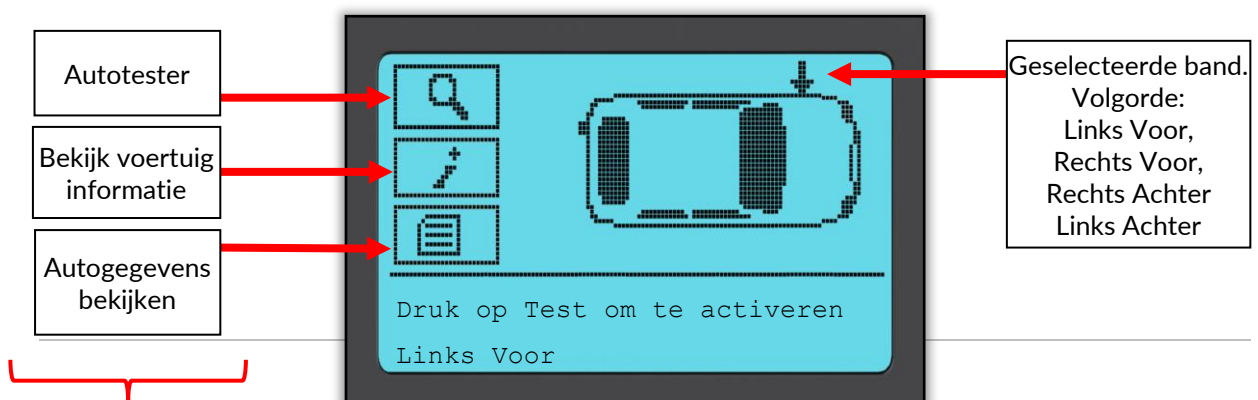 Autotester
Bekijk voertuig
informatie
Autogegevens
bekijken
Druk op Test om te activeren
Links Voor
Geselecteerde band.
Volgorde:
Links Voor,
Rechts Voor,
Rechts Achter
Links Achter